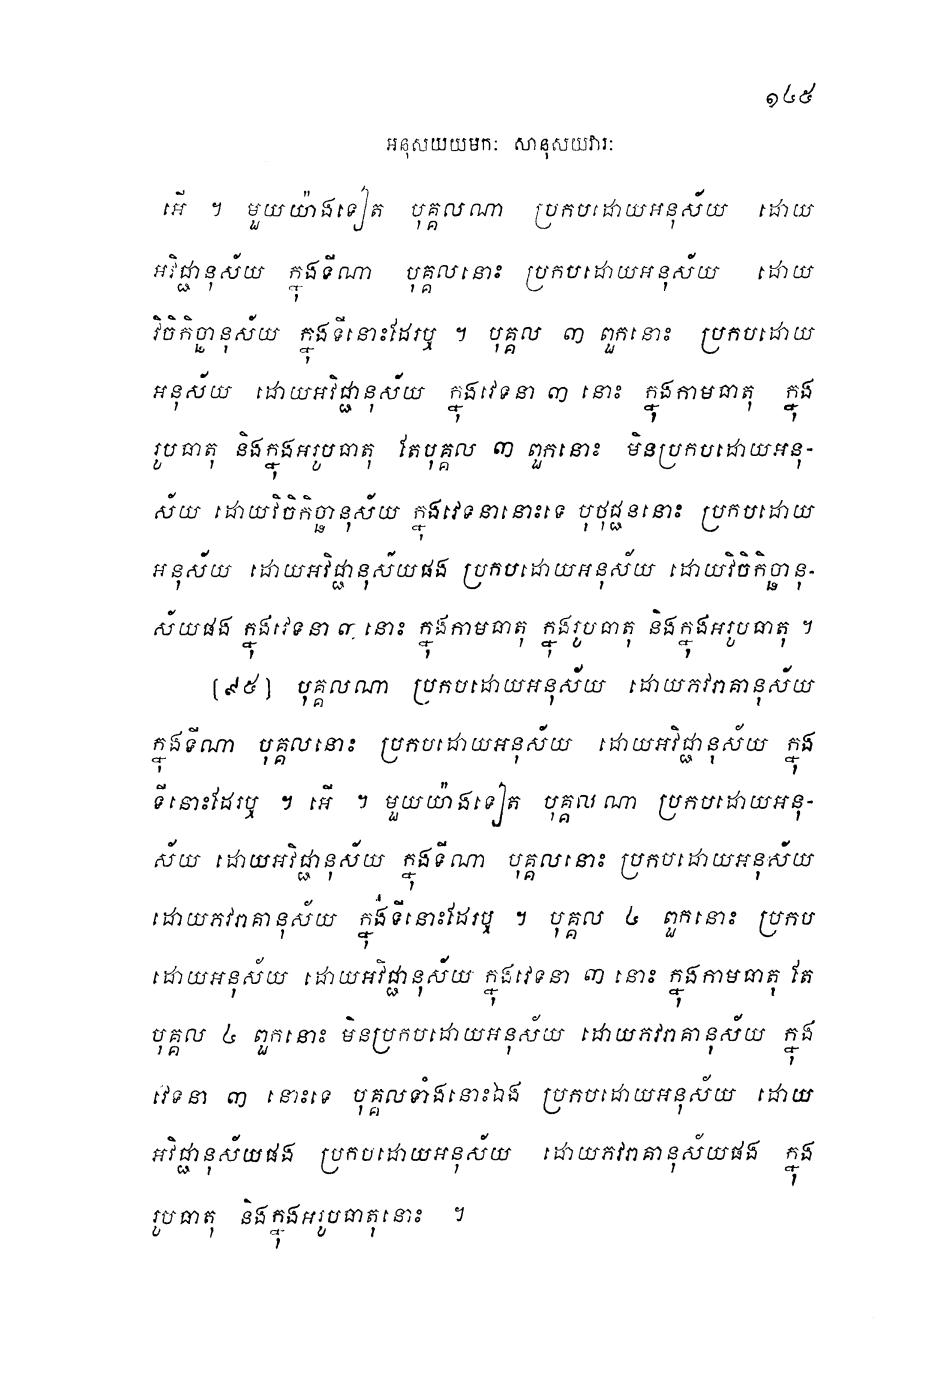 ១៤៥
អនុសយយមកៈ សានុសយវារៈ
អើ ។ មួយយ៉ាងទៀត បុគ្គលណា ប្រកបដោយអនុស័យ ដោយ
អវិជ្ជានុស័យ ក្នុងទីណា បុគ្គលនោះ ប្រកបដោយអនុស័យ ដោយ
វិចិកិច្ឆានុស័យ ក្នុងទីនោះដែរឬ ។ បុគ្គល ៣ ពួកនោះ ប្រកបដោយ
អនុស័យ ដោយអវិជ្ជានុស័យ ក្នុងវេទនា ៣ នោះ ក្នុងកាមធាតុ ក្នុង
រូបធាតុ និងក្នុងអរូបធាតុ តែបុគ្គល ៣ ពួកនោះ មិនប្រកបដោយអនុ-
ស័យ ដោយវិចិកិច្ឆានុស័យ ក្នុងវេទនានោះទេ បុថុជ្ជននោះ ប្រកបដោយ
អនុស័យ ដោយអវិជ្ជានុស័យផង ប្រកបដោយអនុស័យ ដោយវិចិកិច្ឆានុ-
ស័យផង ក្នុងវេទនា ៣ នោះ ក្នុងកាមធាតុ ក្នុងរូបធាតុ និងក្នុងអរូបធាតុ ។
[៩៥] បុគ្គលណា ប្រកបដោយអនុស័យ ដោយភវរាគានុស័យ
ក្នុងទីណា បុគ្គលនោះ ប្រកបដោយអនុស័យ ដោយអវិជ្ជានុស័យ ក្នុង
ទីនោះដែរឬ ។ អើ ។ មួយយ៉ាងទៀត បុគ្គលណា ប្រកបដោយអនុ-
ស័យ ដោយអវិជ្ជានុស័យ ក្នុងទីណា បុគ្គលនោះ ប្រកបដោយអនុស័យ
ដោយភវរាគានុស័យ ក្នុងទីនោះដែរឬ ។ បុគ្គល ៤ ពួកនោះ ប្រកប
ដោយអនុស័យ ដោយអវិជ្ជានុស័យ ក្នុងវេទនា ៣ នោះ ក្នុងកាមធាតុ តែ
បុគ្គល ៤ ពួកនោះ មិនប្រកបដោយអនុស័យ ដោយភវរាគានុស័យ ក្នុង
វេទនា ៣ នោះទេ បុគ្គលទាំងនោះឯង ប្រកបដោយអនុស័យ ដោយ
អវិជ្ជានុស័យផង ប្រកបដោយអនុស័យ ដោយភវរាគានុស័យផង ក្នុង
រូបធាតុ និងក្នុងអរូបធាតុនោះ ។